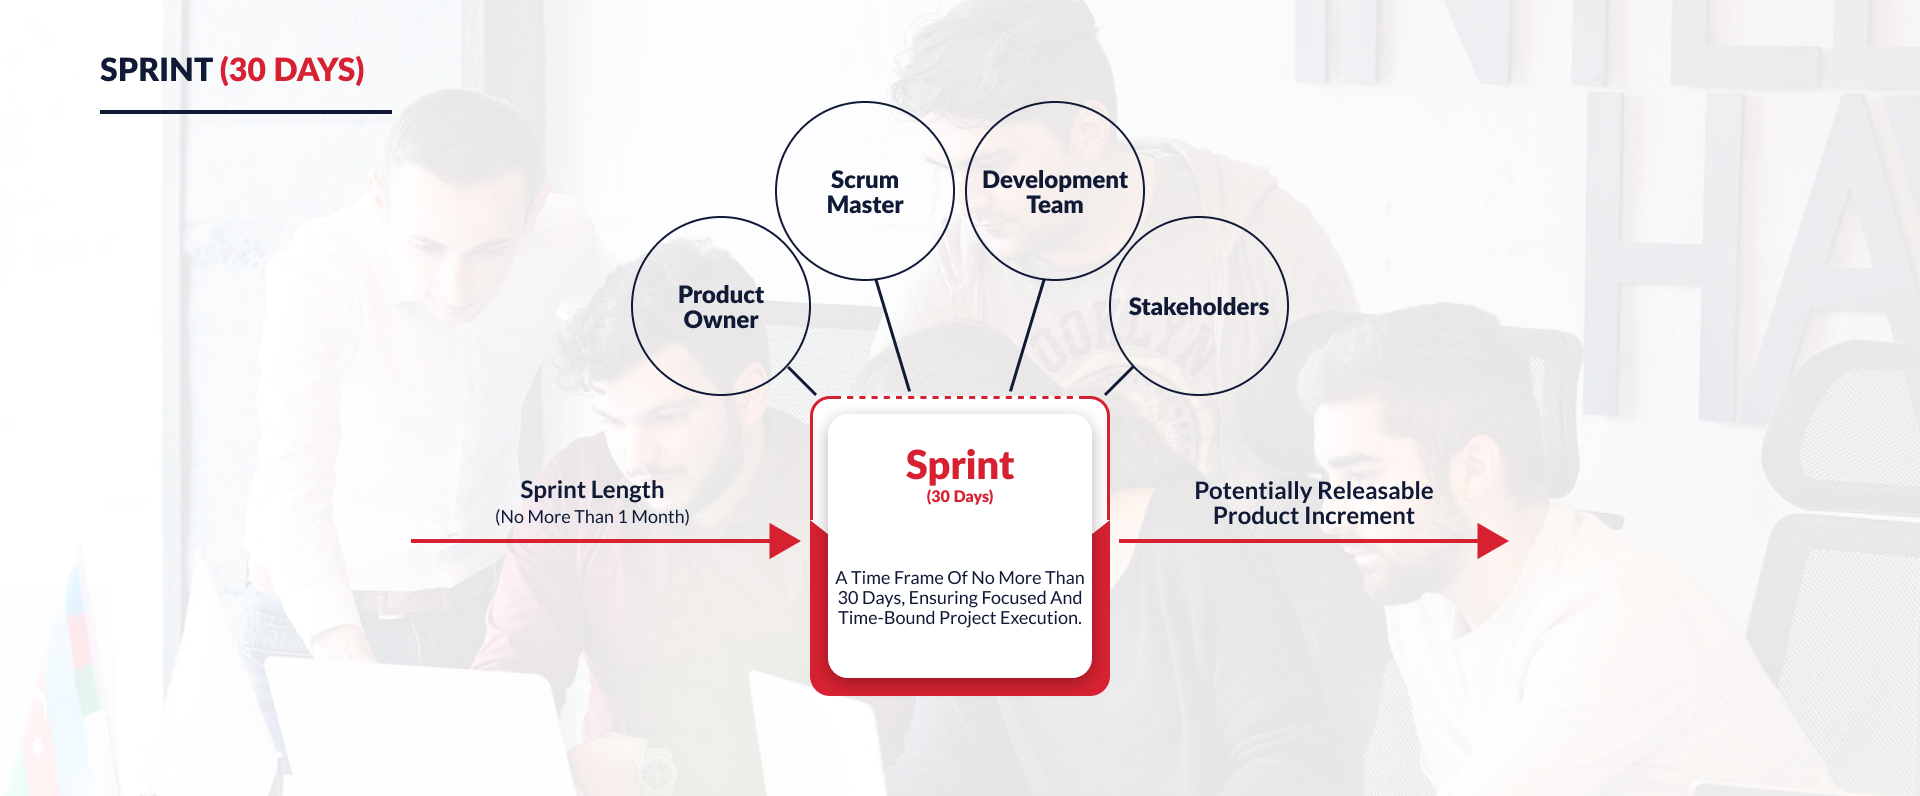 SPRINT (30 DAYS)
Scrum
Master
Development
Team
Product
Owner
Stakeholders
Sprint
(30 Days)
Sprint Length
(No More Than 1 Month)
Potentially Releasable
Product Increment
A Time Frame Of No More Than
30 Days, Ensuring Focused And
Time-Bound Project Execution.